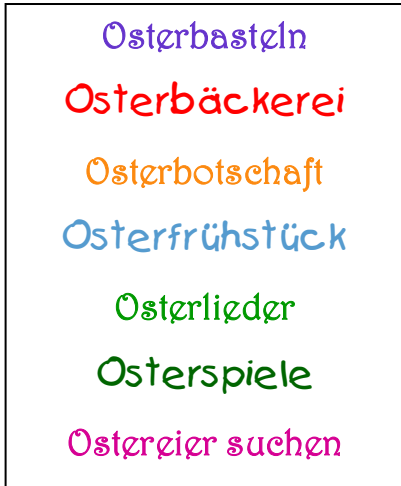 Osterbasteln
Osterbäckerei
Osterbotschaft
Osterfrühstück
Osterlieder
Osterspiele
Ostereier suchen